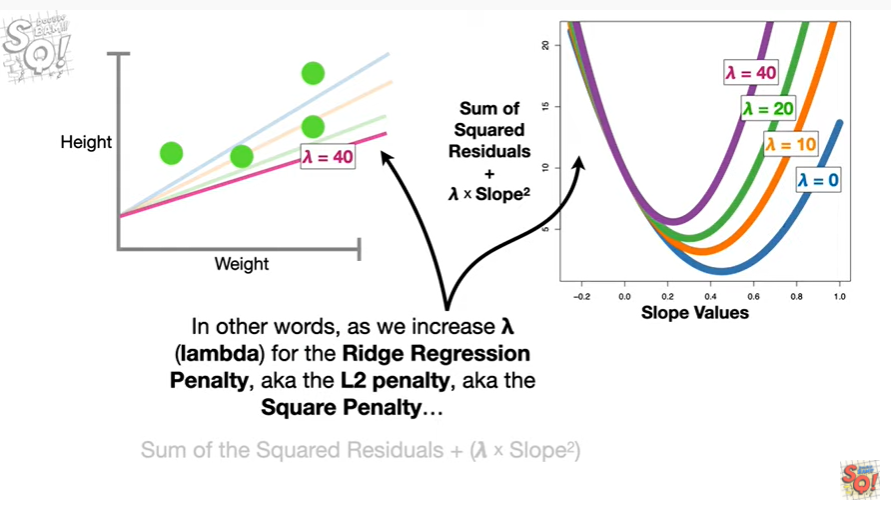 SQ!
Height
λ = 40
Weight
Sum of
Squared
Residuals
+
λ × Slope²
20
15
10
5
λ = 40
λ = 20
λ = 10
λ = 0
−0.2 0.0 0.2 0.4 0.6 0.8 1.0
Slope Values
In other words, as we increase λ
(lambda) for the Ridge Regression
Penalty, aka the L2 penalty, aka the
Square Penalty…
Sum of the Squared Residuals + (λ × Slope²)
SQ!